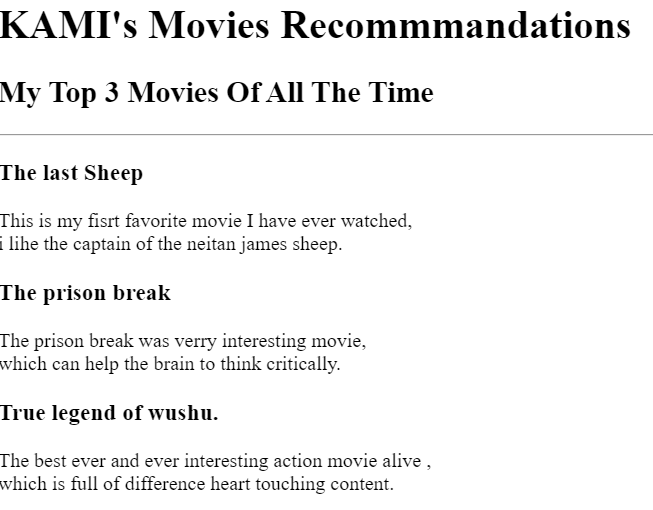 KAMI's Movies Recommmandations
My Top 3 Movies Of All The Time
The last Sheep
This is my fisrt favorite movie I have ever watched,
i lihe the captain of the neitan james sheep.
The prison break
The prison break was verry interesting movie,
which can help the brain to think critically.
True legend of wushu.
The best ever and ever interesting action movie alive ,
which is full of difference heart touching content.